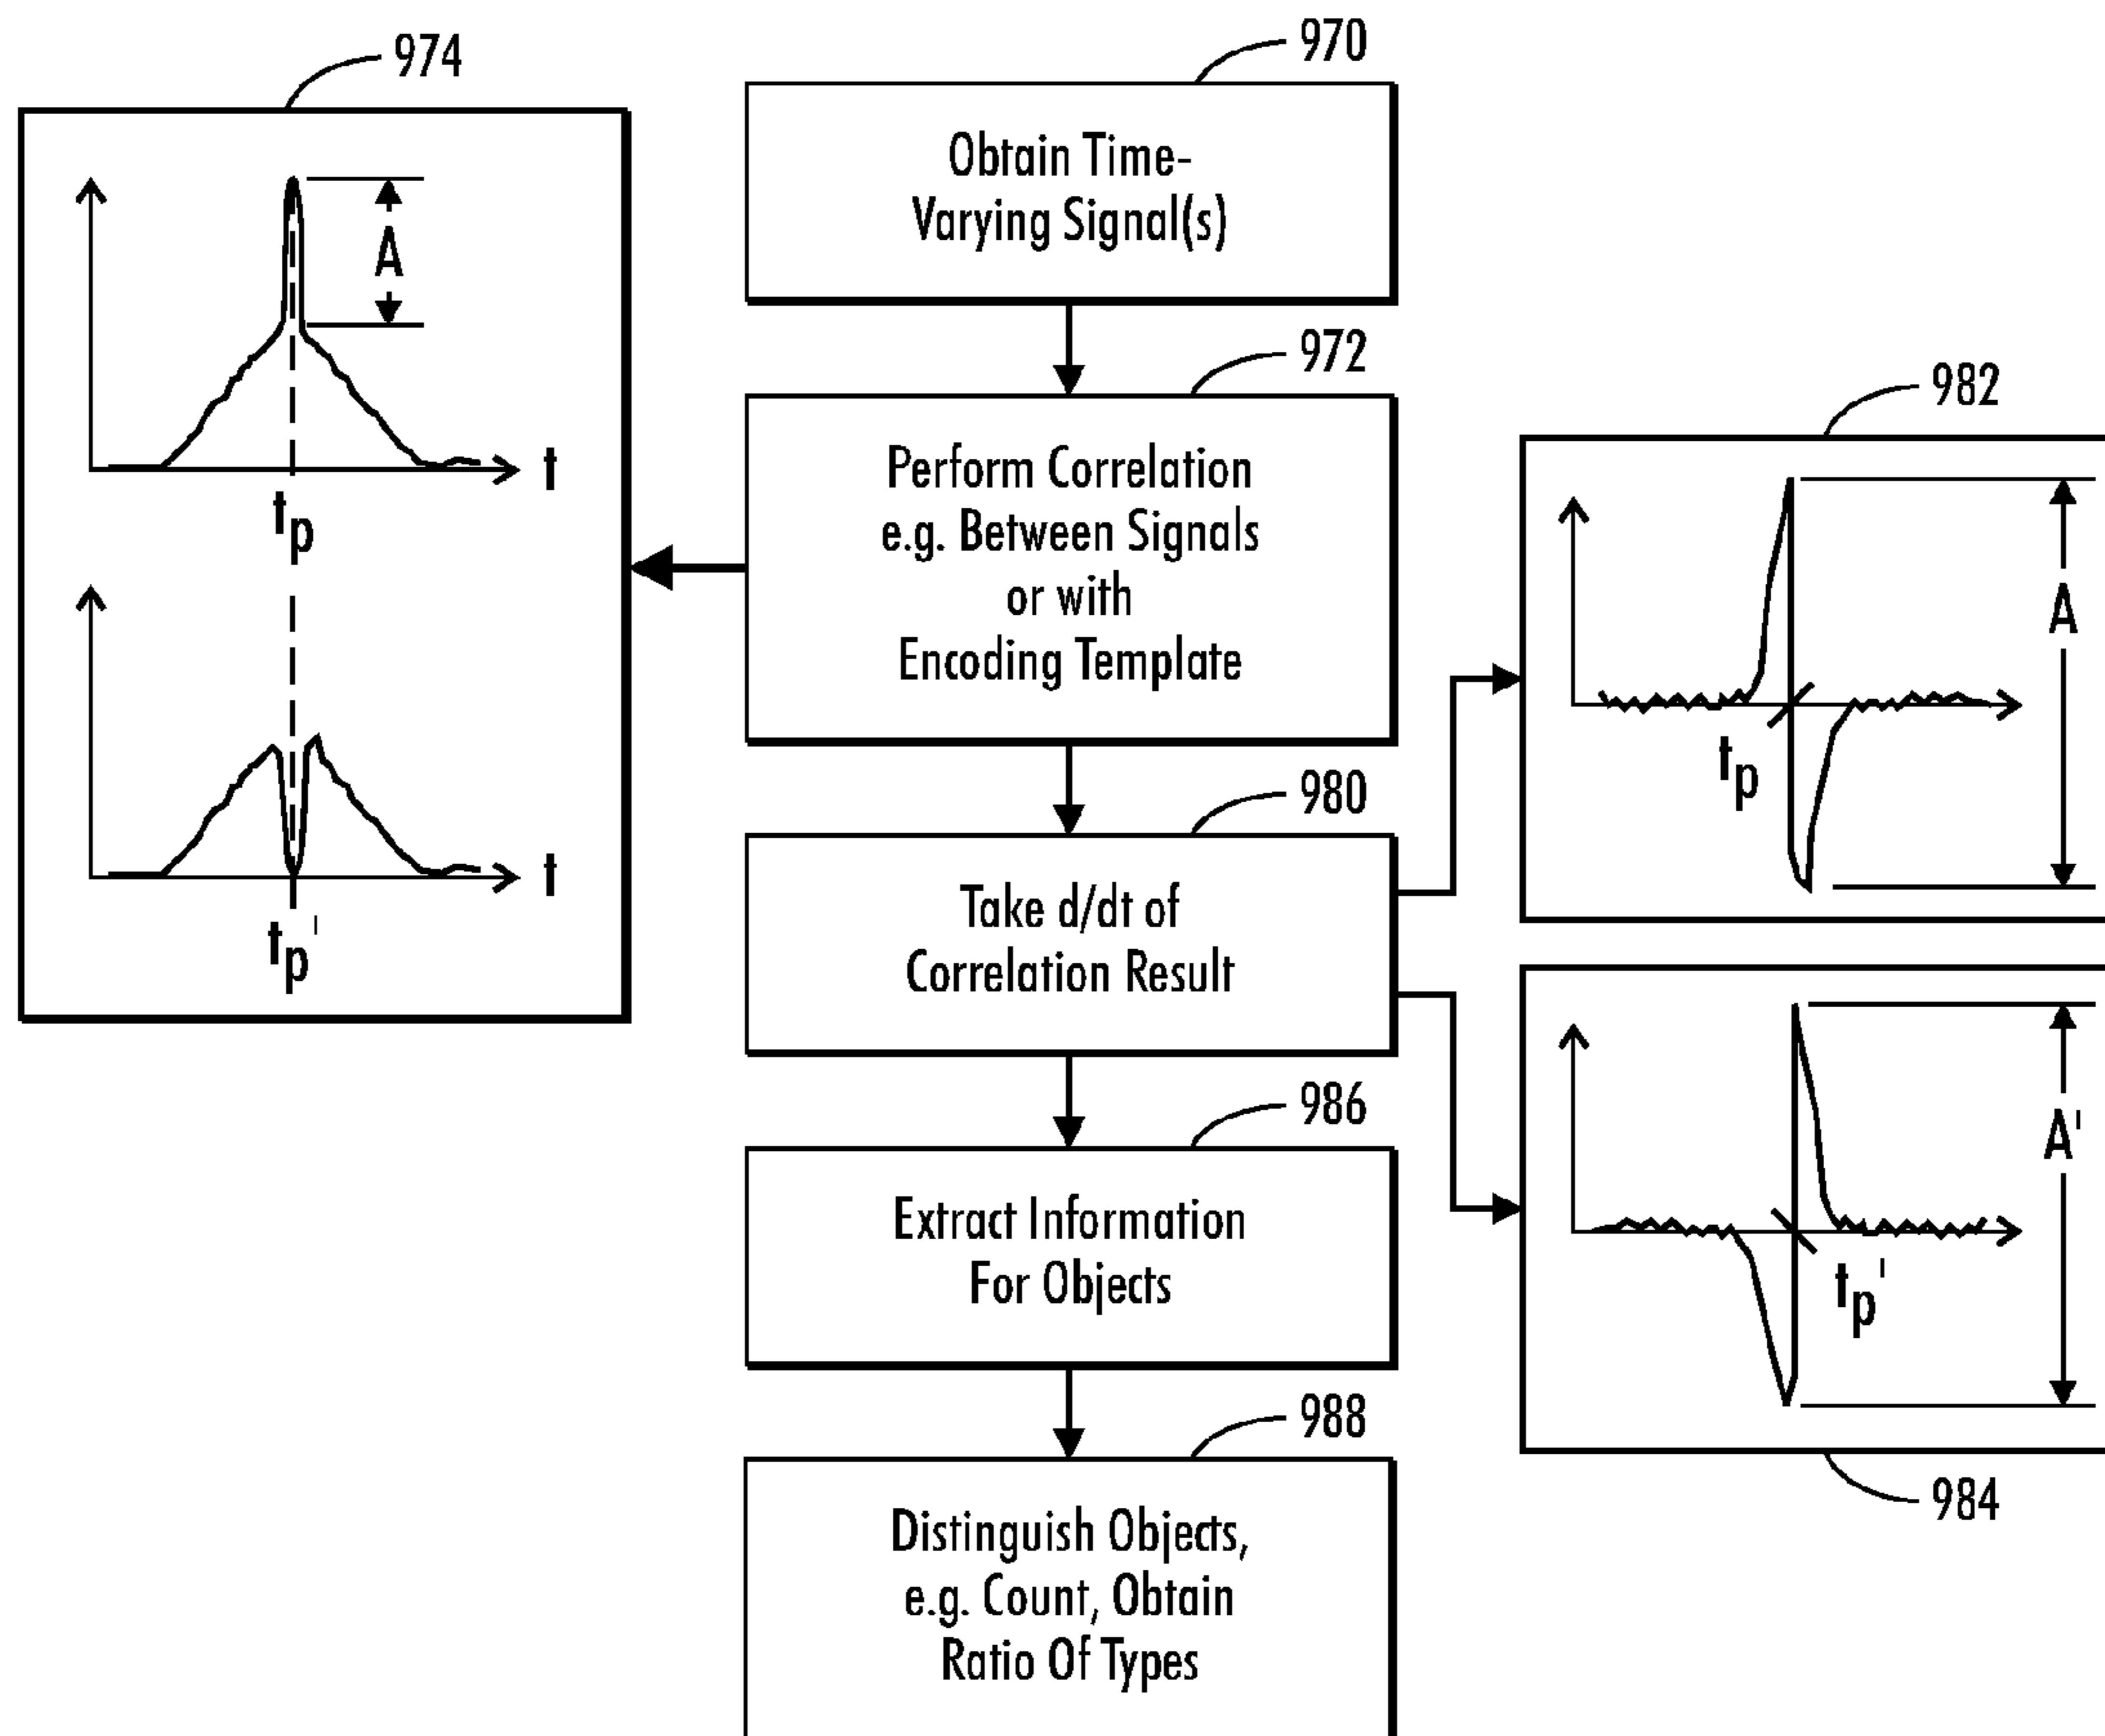 974
A
t
tp
t
tp'
970
Obtain Time-
Varying Signal(s)
972
Perform Correlation
e.g. Between Signals
or with
Encoding Template
980
Take d/dt of
Correlation Result
982
A
tp
A'
tp'
984
986
Extract Information
For Objects
988
Distinguish Objects,
e.g. Count, Obtain
Ratio Of Types